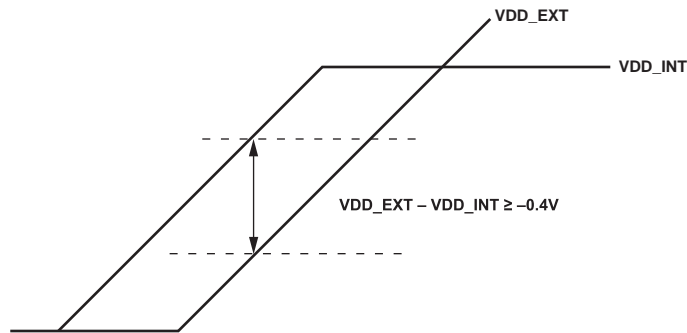 VDD_EXT
VDD_INT
VDD_EXT – VDD_INT ≥ –0.4V